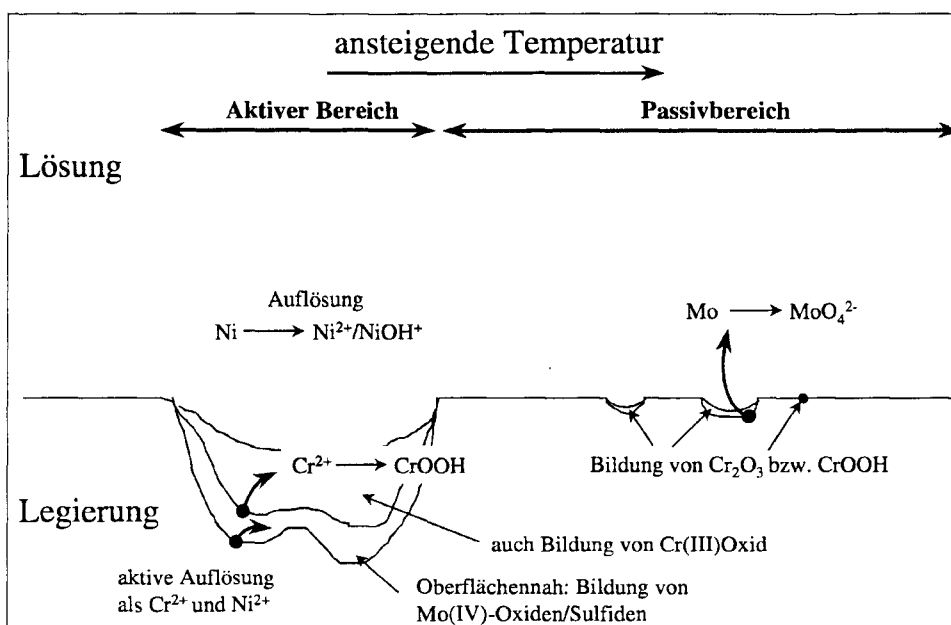 ansteigende Temperatur
Aktiver Bereich
Passivbereich
Lösung
Auflösung
Ni → Ni²⁺/NiOH⁺
Mo → MoO₄²⁻
Cr²⁺ → CrOOH
Bildung von Cr₂O₃ bzw. CrOOH
Legierung
auch Bildung von Cr(III)Oxid
aktive Auflösung
als Cr²⁺ und Ni²⁺
Oberflächennah: Bildung von
Mo(IV)-Oxiden/Sulfiden